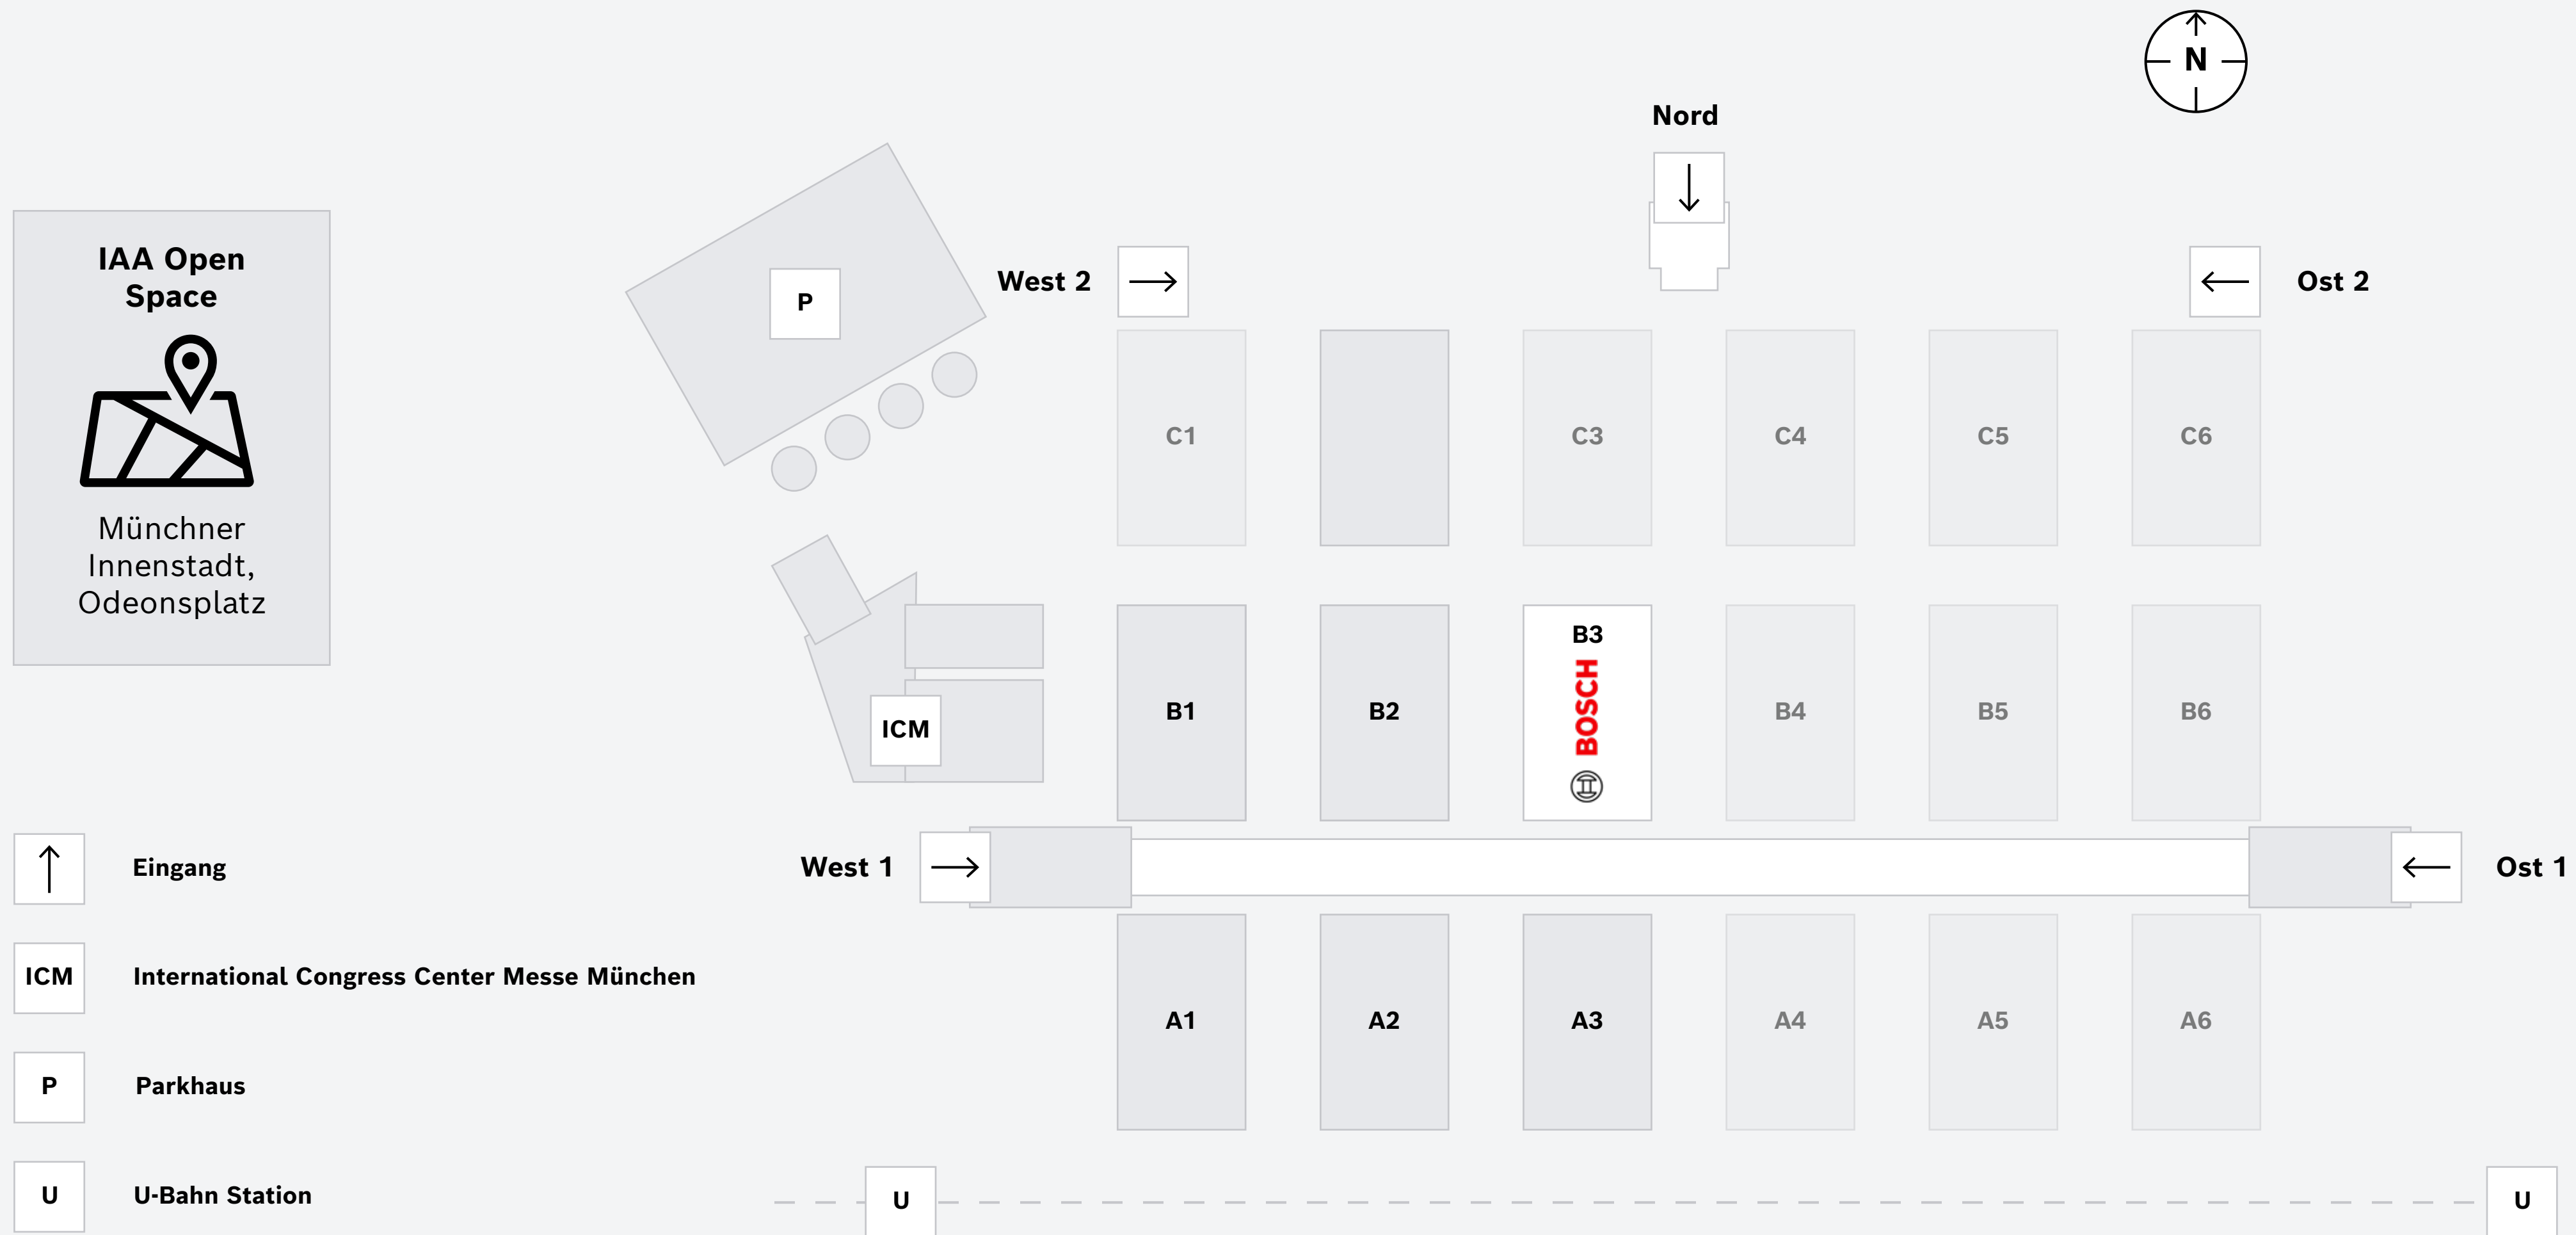 N
Nord
IAA Open
Space
West 2
Ost 2
P
C1
C3
C4
C5
C6
Münchner
Innenstadt,
Odeonsplatz
B3
BOSCH
B1
B2
B4
B5
B6
ICM
West 1
Ost 1
Eingang
ICM
International Congress Center Messe München
A1
A2
A3
A4
A5
A6
P
Parkhaus
U
U-Bahn Station
U
U